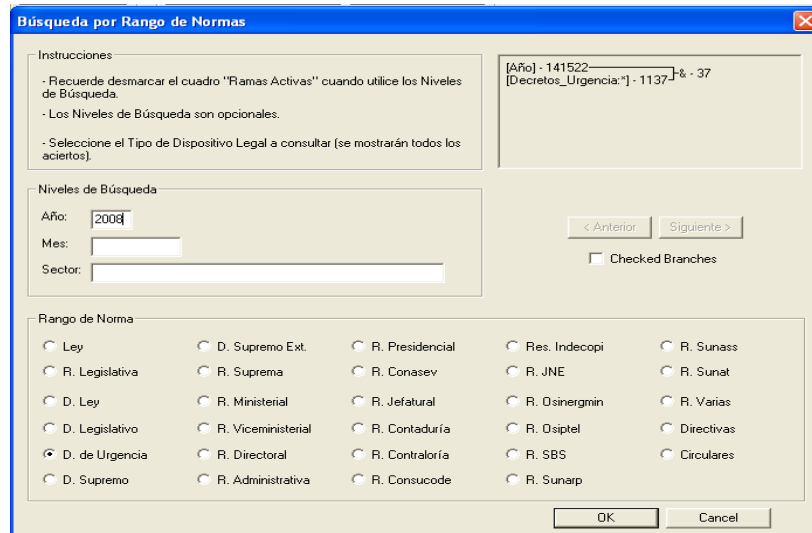 Búsqueda por Rango de Normas
Instrucciones
- Recuerde desmarcar el cuadro "Ramas Activas" cuando utilice los Niveles
de Búsqueda.
- Los Niveles de Búsqueda son opcionales.
- Seleccione el Tipo de Dispositivo Legal a consultar (se mostrarán todos los
aciertos).
[Año] - 141522
[Decretos_Urgencia:*] - 1137
& - 37
Niveles de Búsqueda
Año: 2008
Mes:
Sector:
< Anterior Siguiente >
Checked Branches
Rango de Norma
Ley D. Supremo Ext. R. Presidencial Res. Indecopi R. Sunass
R. Legislativa R. Suprema R. Conasev R. JNE R. Sunat
D. Ley R. Ministerial R. Jefatural R. Osinergmin R. Varias
D. Legislativo R. Viceministerial R. Contaduría R. Osiptel Directivas
D. de Urgencia R. Directoral R. Contraloría R. SBS Circulares
D. Supremo R. Administrativa R. Consucode R. Sunarp
OK Cancel